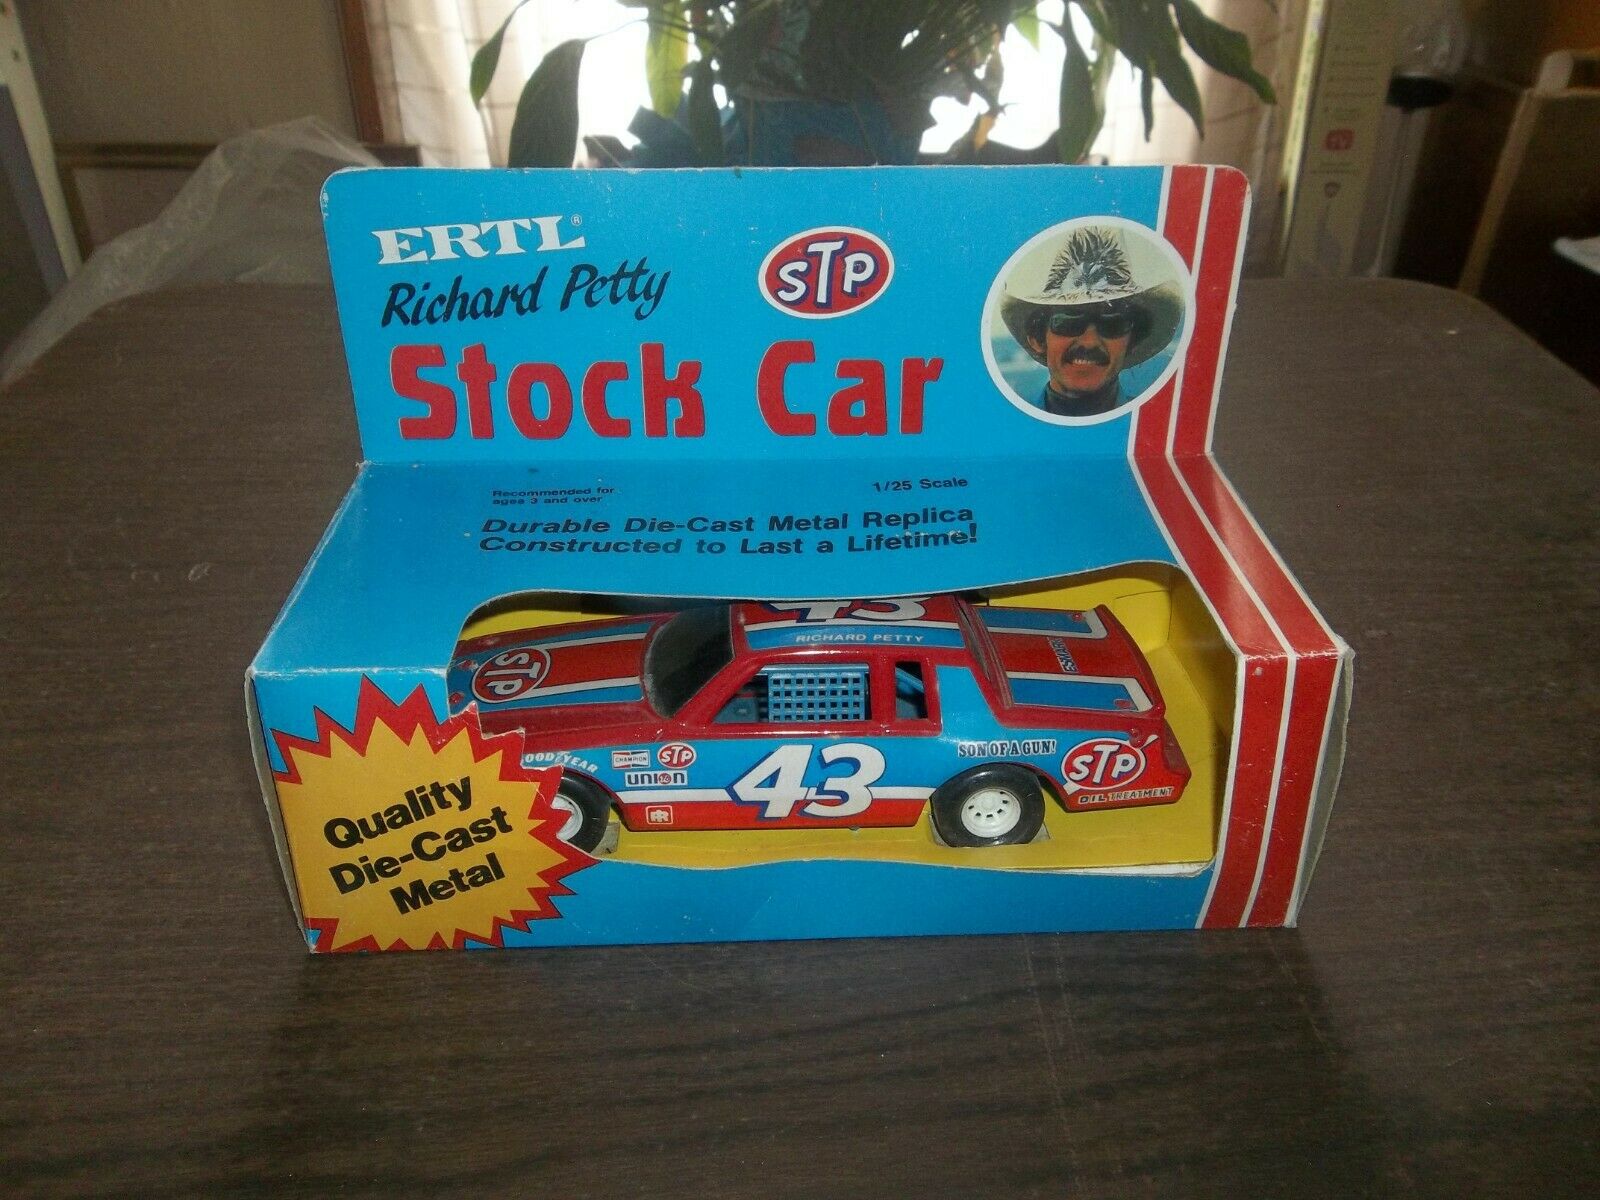 ERTL®
Richard Petty
STP®
Stock Car
Recommended for
ages 3 and over
1/25 Scale
Durable Die-Cast Metal Replica
Constructed to Last a Lifetime!
43
RICHARD PETTY
STP
GOODYEAR
CHAMPION
STP
UNION
76
43
SON OF A GUN!
STP
OIL TREATMENT
Quality
Die-Cast
Metal